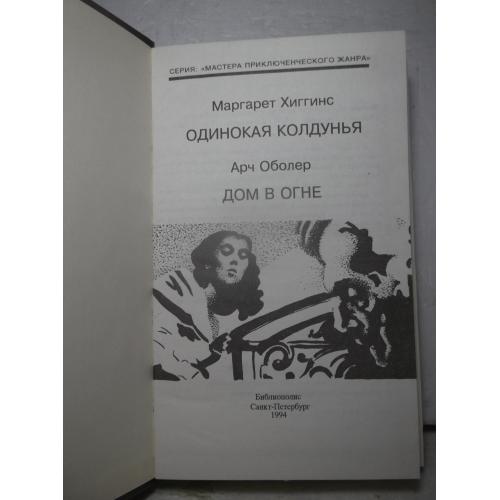 СЕРИЯ: «МАСТЕРА ПРИКЛЮЧЕНЧЕСКОГО ЖАНРА»
Маргарет Хиггинс
ОДИНОКАЯ КОЛДУНЬЯ
Арч Оболер
ДОМ В ОГНЕ
Библиополис
Санкт-Петербург
1994